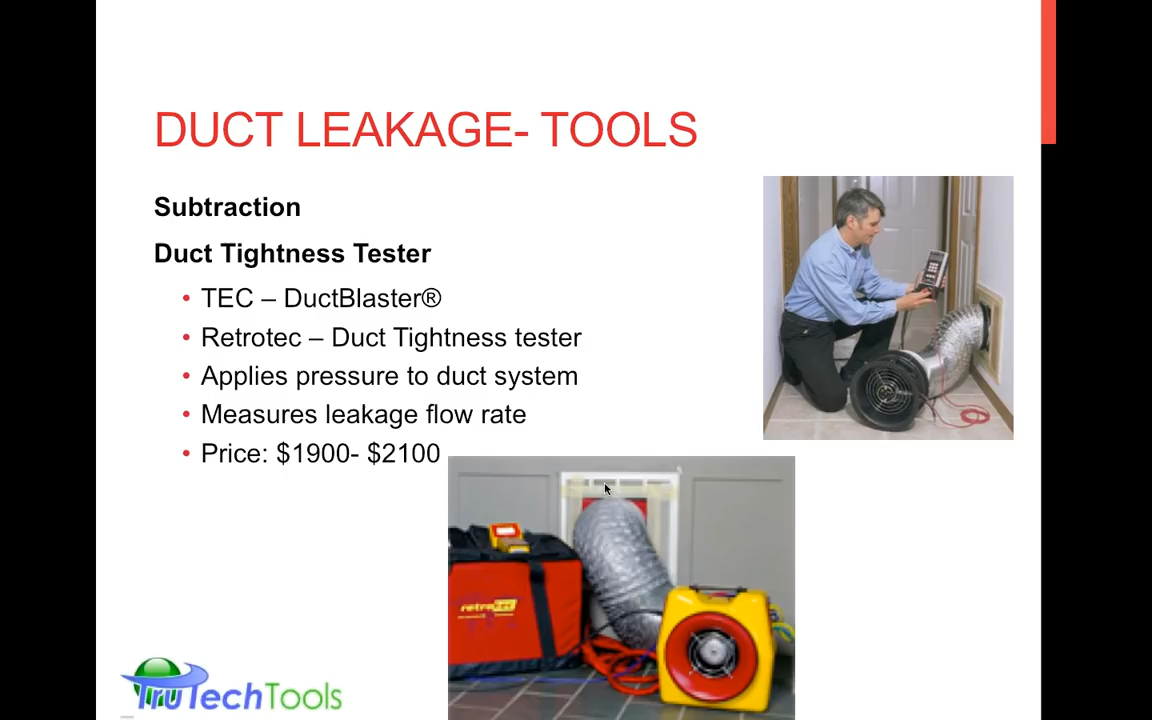 DUCT LEAKAGE- TOOLS
Subtraction
Duct Tightness Tester
• TEC – DuctBlaster®
• Retrotec – Duct Tightness tester
• Applies pressure to duct system
• Measures leakage flow rate
• Price: $1900- $2100
retrotec
TruTechTools